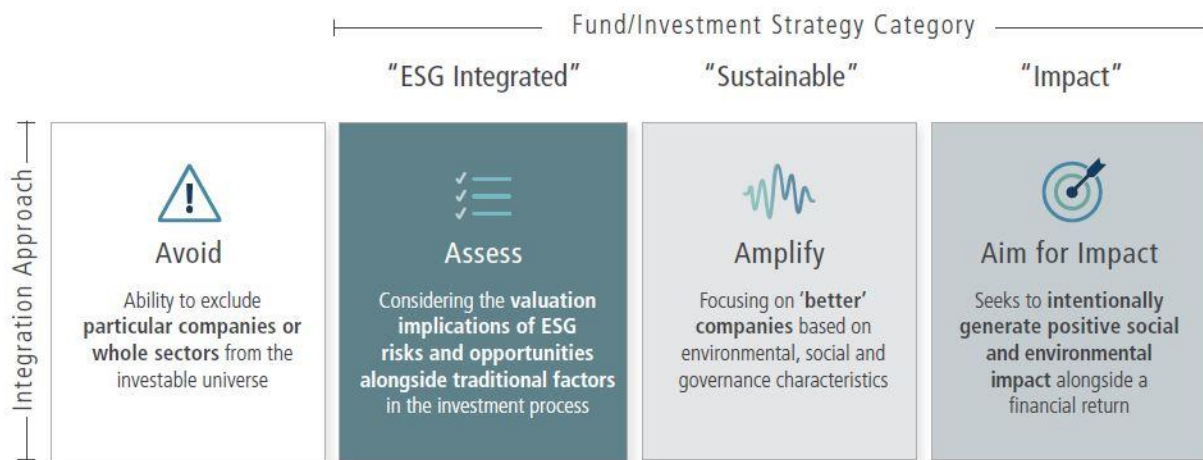 Fund/Investment Strategy Category
"ESG Integrated"
"Sustainable"
"Impact"
Integration Approach
Avoid
Ability to exclude
particular companies or
whole sectors from the
investable universe
Assess
Considering the valuation
implications of ESG
risks and opportunities
alongside traditional factors
in the investment process
Amplify
Focusing on 'better'
companies based on
environmental, social and
governance characteristics
Aim for Impact
Seeks to intentionally
generate positive social
and environmental
impact alongside a
financial return